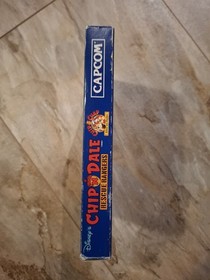 Disney's
CHIP DALE
RESCUE RANGERS
CAPCOM